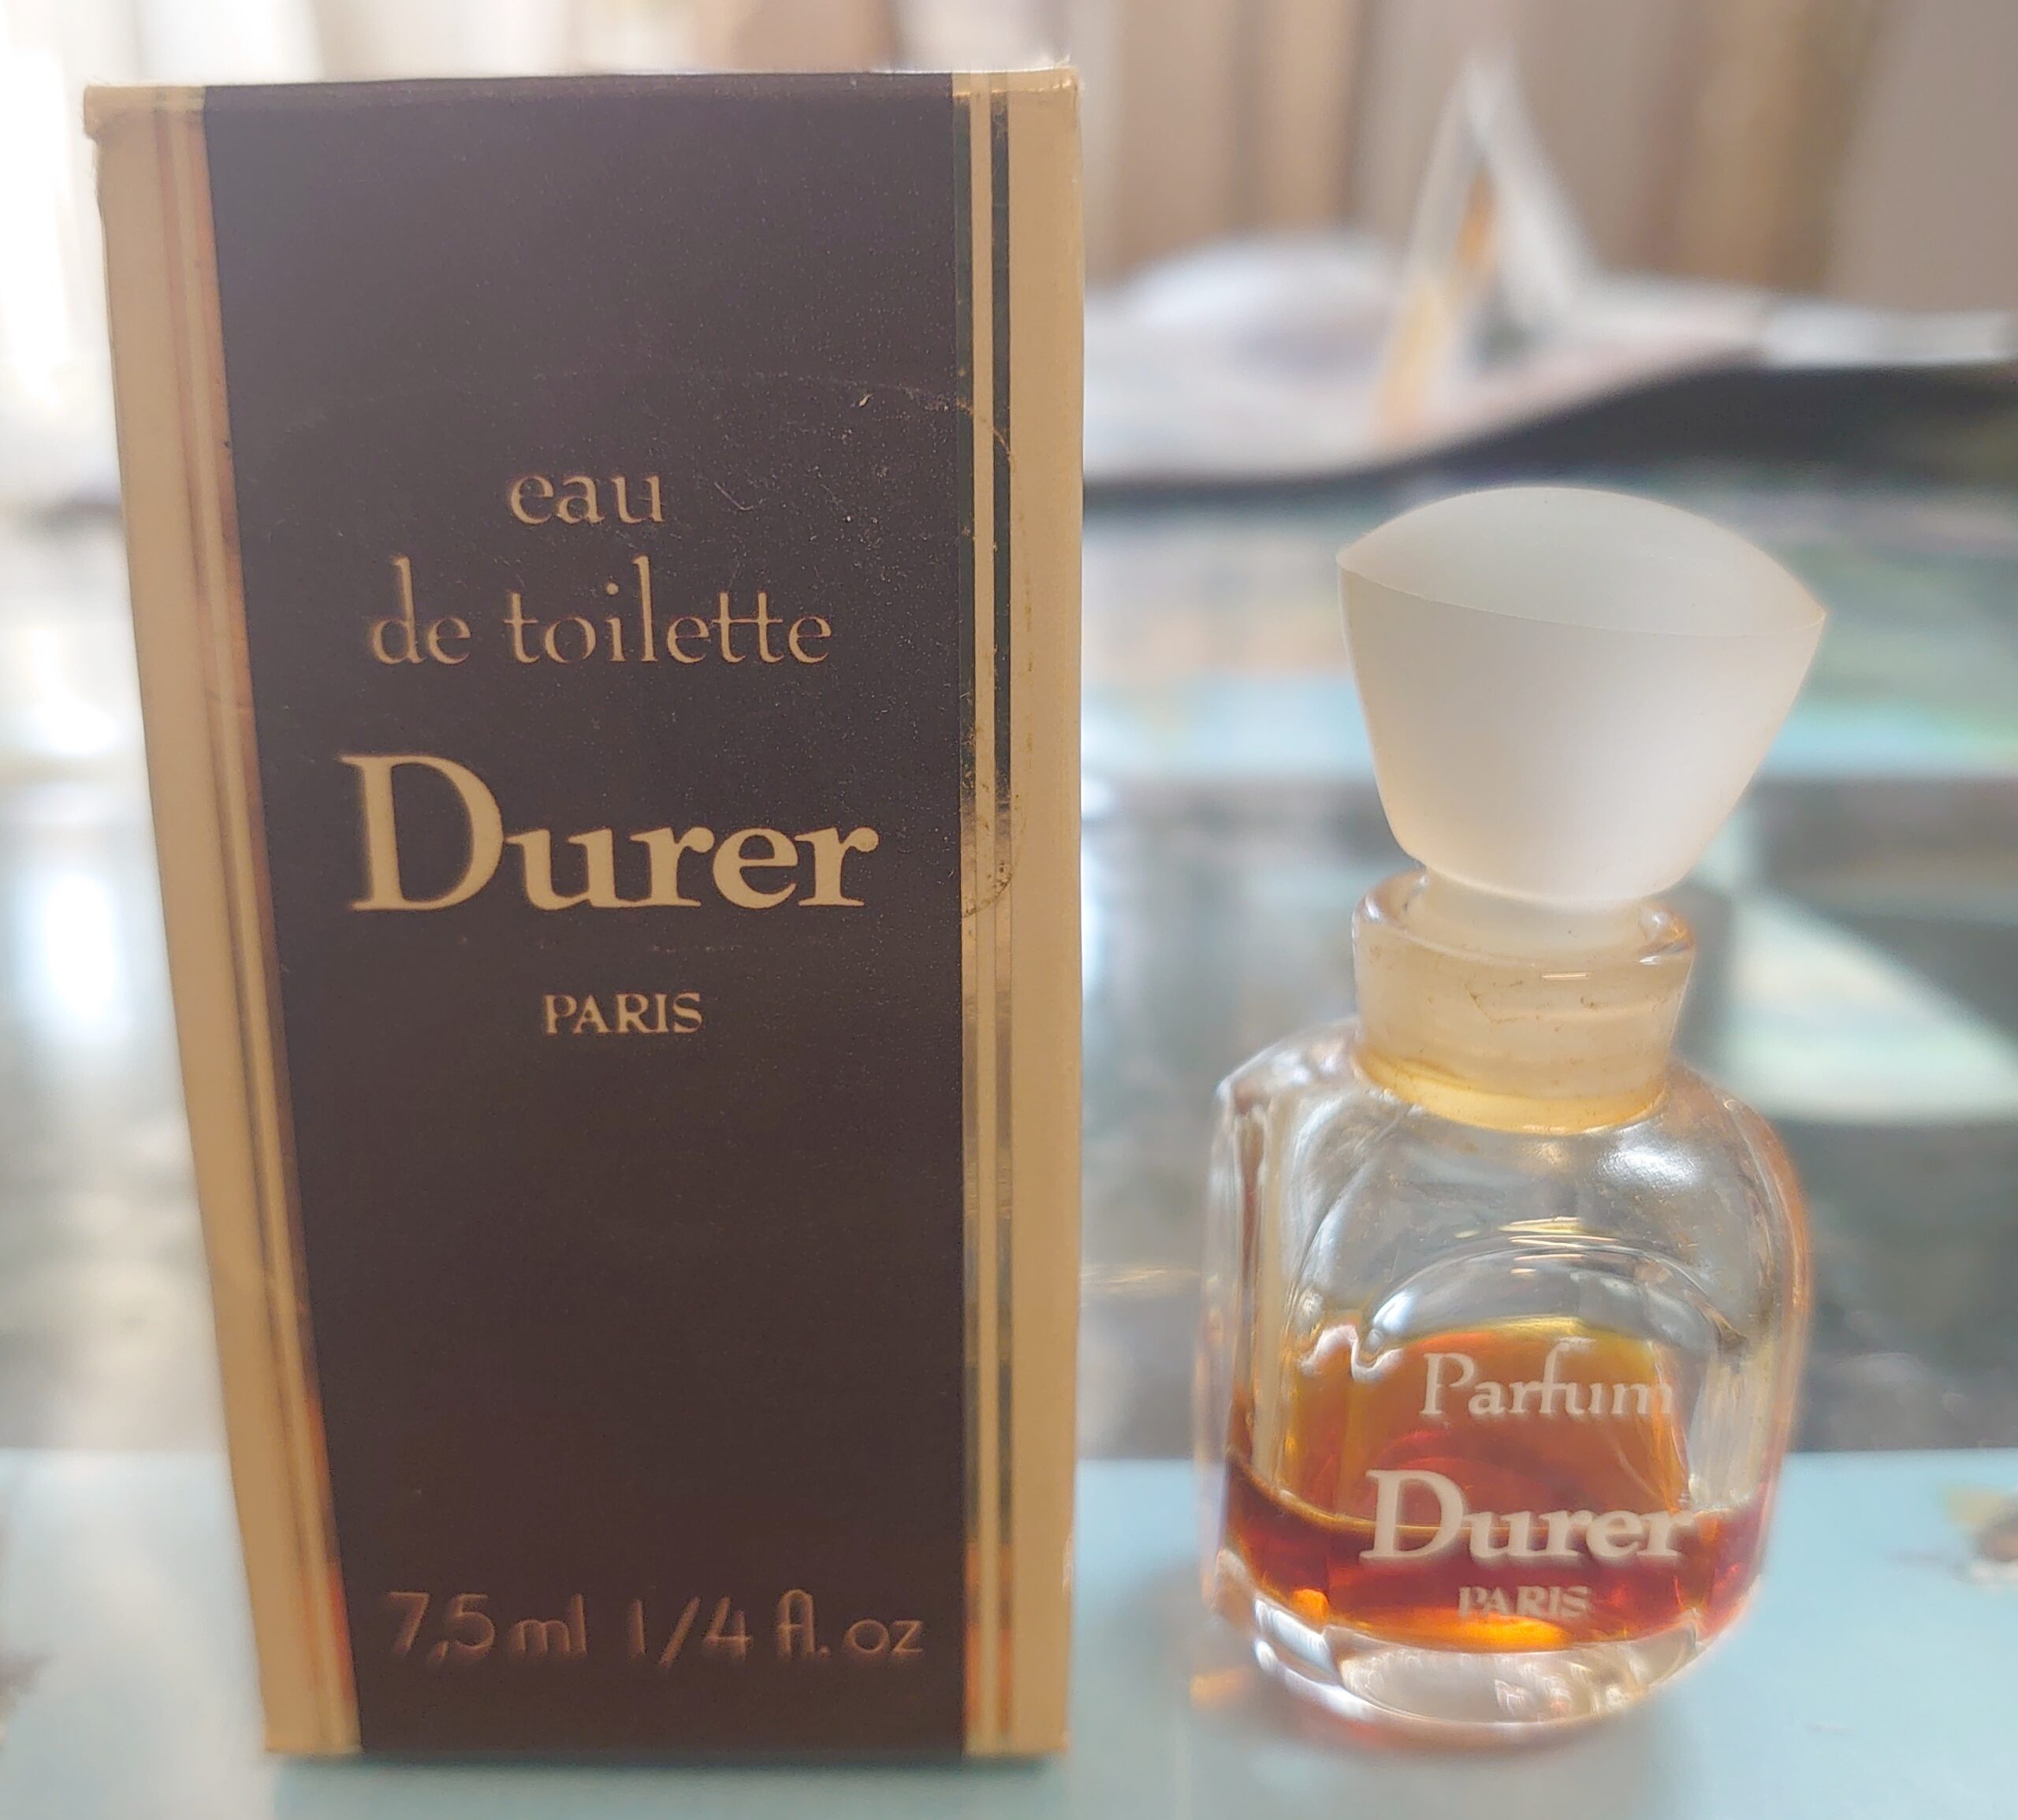 eau
de toilette
Durer
PARIS
7,5 ml 1/4 fl. oz
Parfum
Durer
PARIS